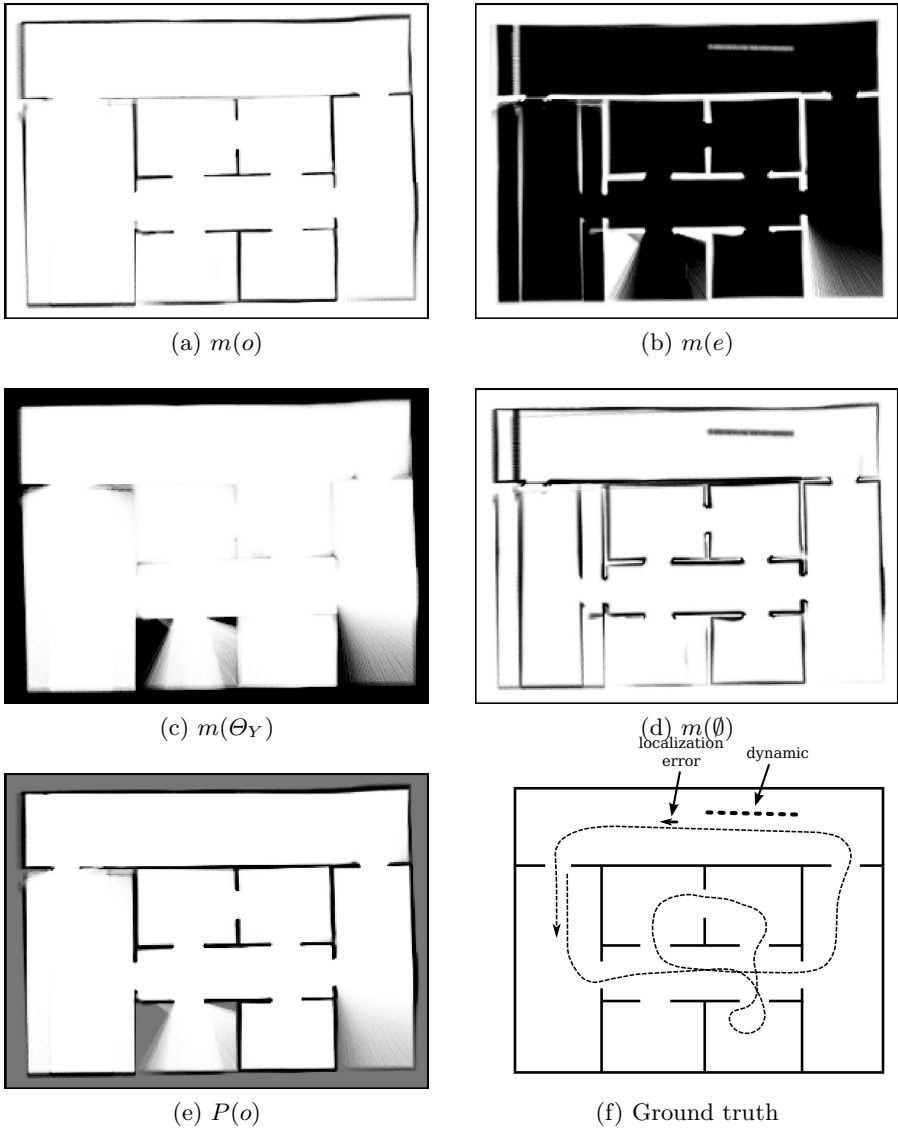 (a) m(o)
(b) m(e)
(c) m(Θ_Y)
(d) m(∅)
localization
error
dynamic
(e) P(o)
(f) Ground truth